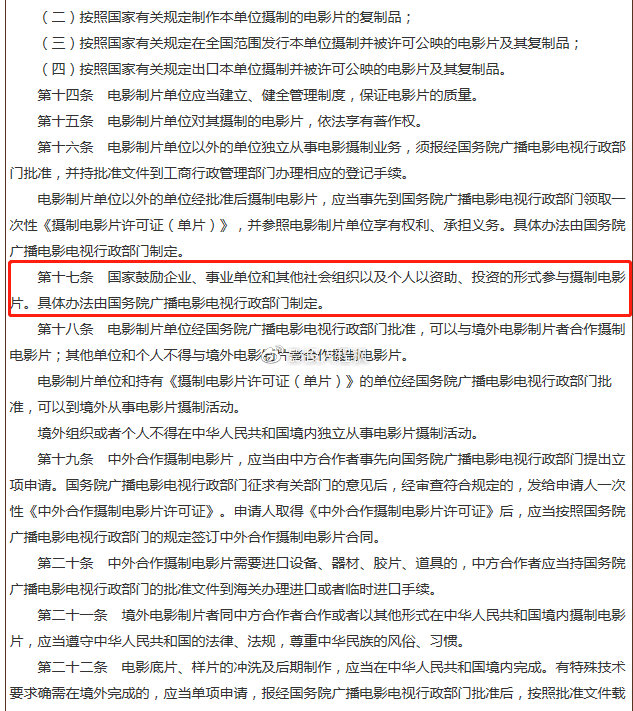 （二）按照国家有关规定制作本单位摄制的电影片的复制品；
（三）按照国家有关规定在全国范围发行本单位摄制并被许可公映的电影片及其复制品；
（四）按照国家有关规定出口本单位摄制并被许可公映的电影片及其复制品。
第十四条　电影制片单位应当建立、健全管理制度，保证电影片的质量。
第十五条　电影制片单位对其摄制的电影片，依法享有著作权。
第十六条　电影制片单位以外的单位独立从事电影摄制业务，须报经国务院广播电影电视行政部
门批准，并持批准文件到工商行政管理部门办理相应的登记手续。
电影制片单位以外的单位经批准后摄制电影片，应当事先到国务院广播电影电视行政部门领取一
次性《摄制电影片许可证（单片）》，并参照电影制片单位享有权利、承担义务。具体办法由国务院
广播电影电视行政部门制定。
第十七条　国家鼓励企业、事业单位和其他社会组织以及个人以资助、投资的形式参与摄制电影
片。具体办法由国务院广播电影电视行政部门制定。
第十八条　电影制片单位经国务院广播电影电视行政部门批准，可以与境外电影制片者合作摄制
电影片；其他单位和个人不得与境外电影制片者合作摄制电影片。
电影制片单位和持有《摄制电影片许可证（单片）》的单位经国务院广播电影电视行政部门批
准，可以到境外从事电影片摄制活动。
境外组织或者个人不得在中华人民共和国境内独立从事电影片摄制活动。
第十九条　中外合作摄制电影片，应当由中方合作者事先向国务院广播电影电视行政部门提出立
项申请。国务院广播电影电视行政部门征求有关部门的意见后，经审查符合规定的，发给申请人一次
性《中外合作摄制电影片许可证》。申请人取得《中外合作摄制电影片许可证》后，应当按照国务院
广播电影电视行政部门的规定签订中外合作摄制电影片合同。
第二十条　中外合作摄制电影片需要进口设备、器材、胶片、道具的，中方合作者应当持国务院
广播电影电视行政部门的批准文件到海关办理进口或者临时进口手续。
第二十一条　境外电影制片者同中方合作者合作或者以其他形式在中华人民共和国境内摄制电影
片，应当遵守中华人民共和国的法律、法规，尊重中华民族的风俗、习惯。
第二十二条　电影底片、样片的冲洗及后期制作，应当在中华人民共和国境内完成。有特殊技术
要求确需在境外完成的，应当单项申请，报经国务院广播电影电视行政部门批准后，按照批准文件载